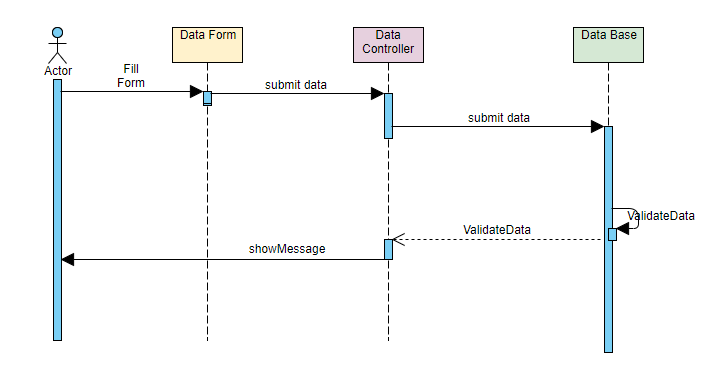 Data Form
Data
Controller
Data Base
Actor
Fill
Form
submit data
submit data
ValidateData
ValidateData
showMessage